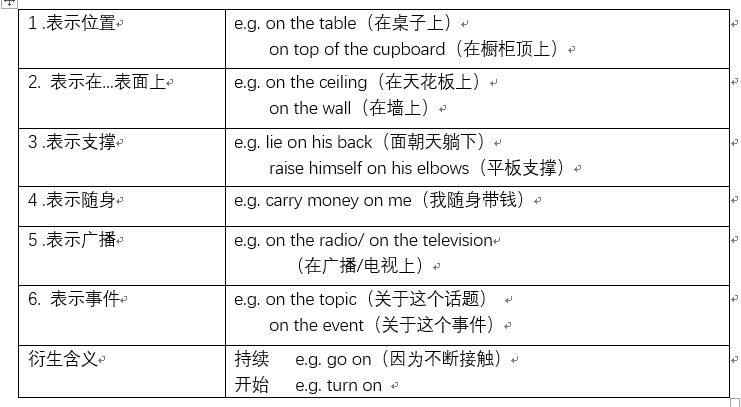 1 .表示位置
e.g. on the table（在桌子上）
on top of the cupboard（在橱柜顶上）
2. 表示在...表面上
e.g. on the ceiling（在天花板上）
on the wall（在墙上）
3 .表示支撑
e.g. lie on his back（面朝天躺下）
raise himself on his elbows（平板支撑）
4 .表示随身
e.g. carry money on me（我随身带钱）
5 .表示广播
e.g. on the radio/ on the television
（在广播/电视上）
6. 表示事件
e.g. on the topic（关于这个话题）
on the event（关于这个事件）
衍生含义
持续 e.g. go on（因为不断接触）
开始 e.g. turn on